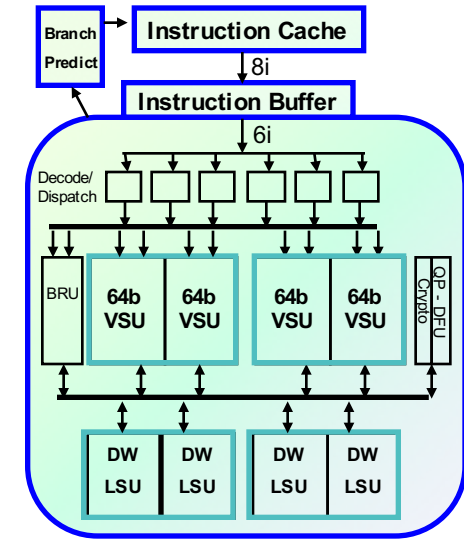 Branch
Predict
Instruction Cache
8i
Instruction Buffer
6i
Decode/
Dispatch
BRU
64b
VSU
64b
VSU
64b
VSU
64b
VSU
Crypto
QP - DFU
DW
LSU
DW
LSU
DW
LSU
DW
LSU